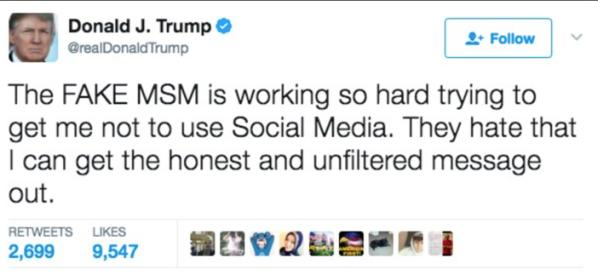 Donald J. Trump
@realDonaldTrump
Follow
The FAKE MSM is working so hard trying to
get me not to use Social Media. They hate that
I can get the honest and unfiltered message
out.
RETWEETS LIKES
2,699 9,547